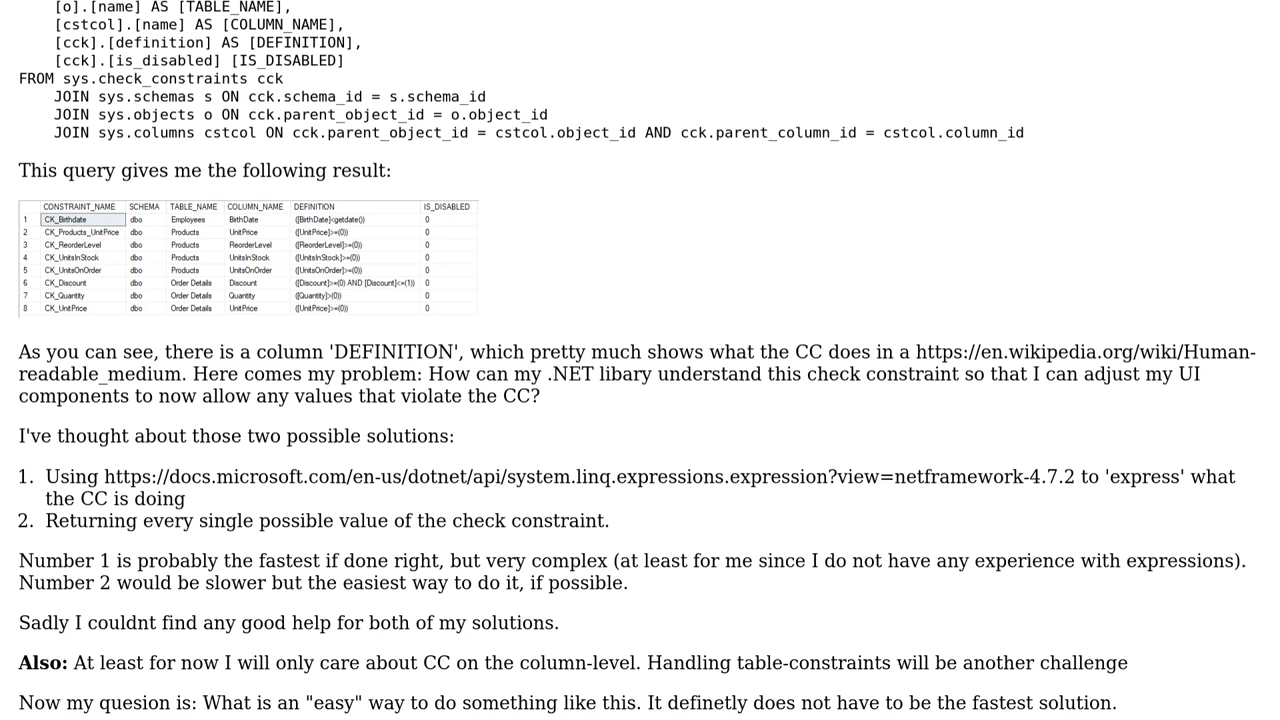 [o].[name] AS [TABLE_NAME],
[cstcol].[name] AS [COLUMN_NAME],
[cck].[definition] AS [DEFINITION],
[cck].[is_disabled] [IS_DISABLED]
FROM sys.check_constraints cck
JOIN sys.schemas s ON cck.schema_id = s.schema_id
JOIN sys.objects o ON cck.parent_object_id = o.object_id
JOIN sys.columns cstcol ON cck.parent_object_id = cstcol.object_id AND cck.parent_column_id = cstcol.column_id
This query gives me the following result:
CONSTRAINT_NAME SCHEMA TABLE_NAME COLUMN_NAME DEFINITION IS_DISABLED
1 CK_Birthdate dbo Employees BirthDate ([BirthDate]<getdate()) 0
2 CK_Products_UnitPrice dbo Products UnitPrice ([UnitPrice]>=(0)) 0
3 CK_ReorderLevel dbo Products ReorderLevel ([ReorderLevel]>=(0)) 0
4 CK_UnitsInStock dbo Products UnitsInStock ([UnitsInStock]>=(0)) 0
5 CK_UnitsOnOrder dbo Products UnitsOnOrder ([UnitsOnOrder]>=(0)) 0
6 CK_Discount dbo Order Details Discount ([Discount]>=(0) AND [Discount]<=(1)) 0
7 CK_Quantity dbo Order Details Quantity ([Quantity]>(0)) 0
8 CK_UnitPrice dbo Order Details UnitPrice ([UnitPrice]>=(0)) 0
As you can see, there is a column 'DEFINITION', which pretty much shows what the CC does in a https://en.wikipedia.org/wiki/Human-
readable_medium. Here comes my problem: How can my .NET libary understand this check constraint so that I can adjust my UI
components to now allow any values that violate the CC?
I've thought about those two possible solutions:
1. Using https://docs.microsoft.com/en-us/dotnet/api/system.linq.expressions.expression?view=netframework-4.7.2 to 'express' what
the CC is doing
2. Returning every single possible value of the check constraint.
Number 1 is probably the fastest if done right, but very complex (at least for me since I do not have any experience with expressions).
Number 2 would be slower but the easiest way to do it, if possible.
Sadly I couldnt find any good help for both of my solutions.
Also: At least for now I will only care about CC on the column-level. Handling table-constraints will be another challenge
Now my quesion is: What is an "easy" way to do something like this. It definetly does not have to be the fastest solution.